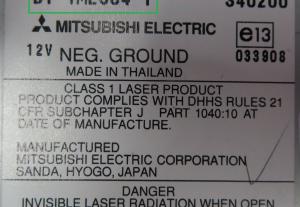 340200
MITSUBISHI ELECTRIC
e13
12V NEG. GROUND 033908
MADE IN THAILAND
CLASS 1 LASER PRODUCT
PRODUCT COMPLIES WITH DHHS RULES 21
CFR SUBCHAPTER J PART 1040:10 AT
DATE OF MANUFACTURE.
MANUFACTURED
MITSUBISHI ELECTRIC CORPORATION
SANDA, HYOGO, JAPAN
DANGER
INVISIBLE LASER RADIATION WHEN OPEN